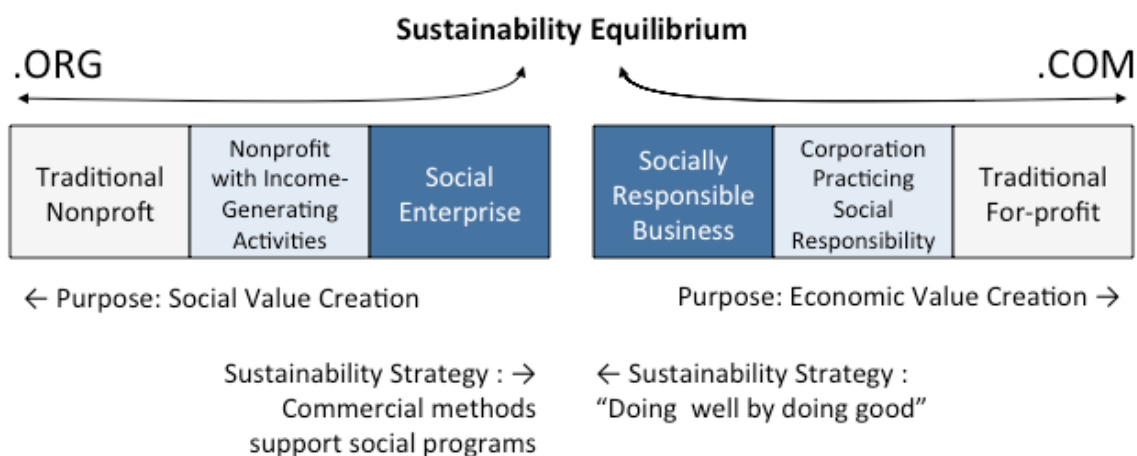 Sustainability Equilibrium
.ORG
.COM
Traditional
Nonproft
Nonprofit
with Income-
Generating
Activities
Social
Enterprise
Socially
Responsible
Business
Corporation
Practicing
Social
Responsibility
Traditional
For-profit
← Purpose: Social Value Creation
Purpose: Economic Value Creation →
Sustainability Strategy : →
Commercial methods
support social programs
← Sustainability Strategy :
“Doing well by doing good”